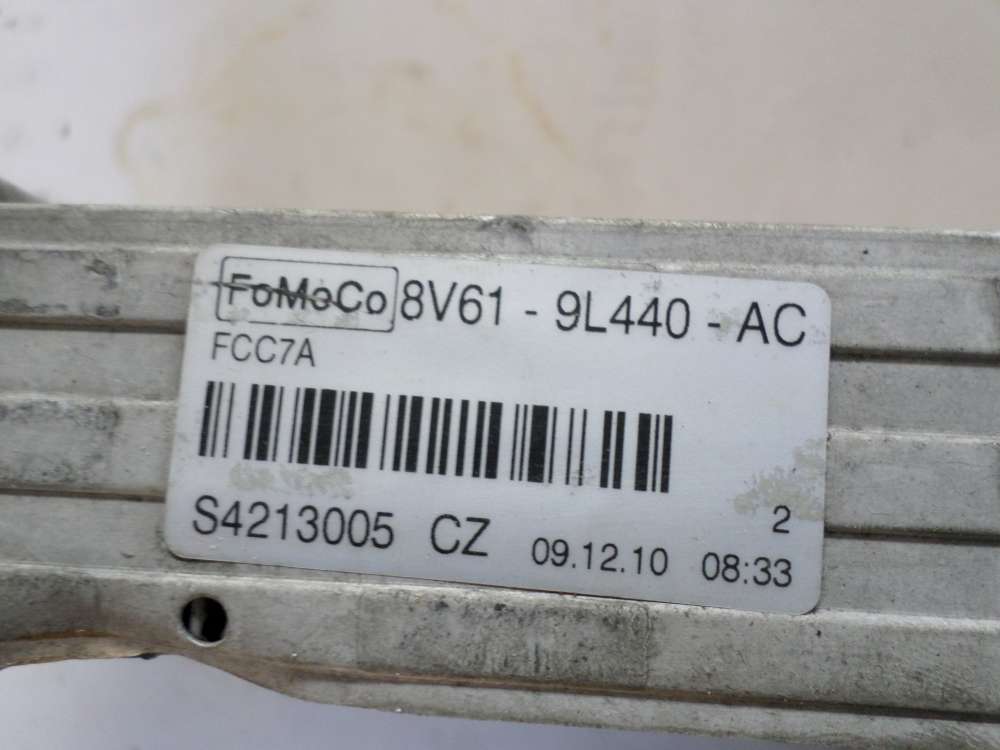 FoMoCo 8V61 - 9L440 - AC
FCC7A
2
S4213005 CZ 09.12.10 08:33